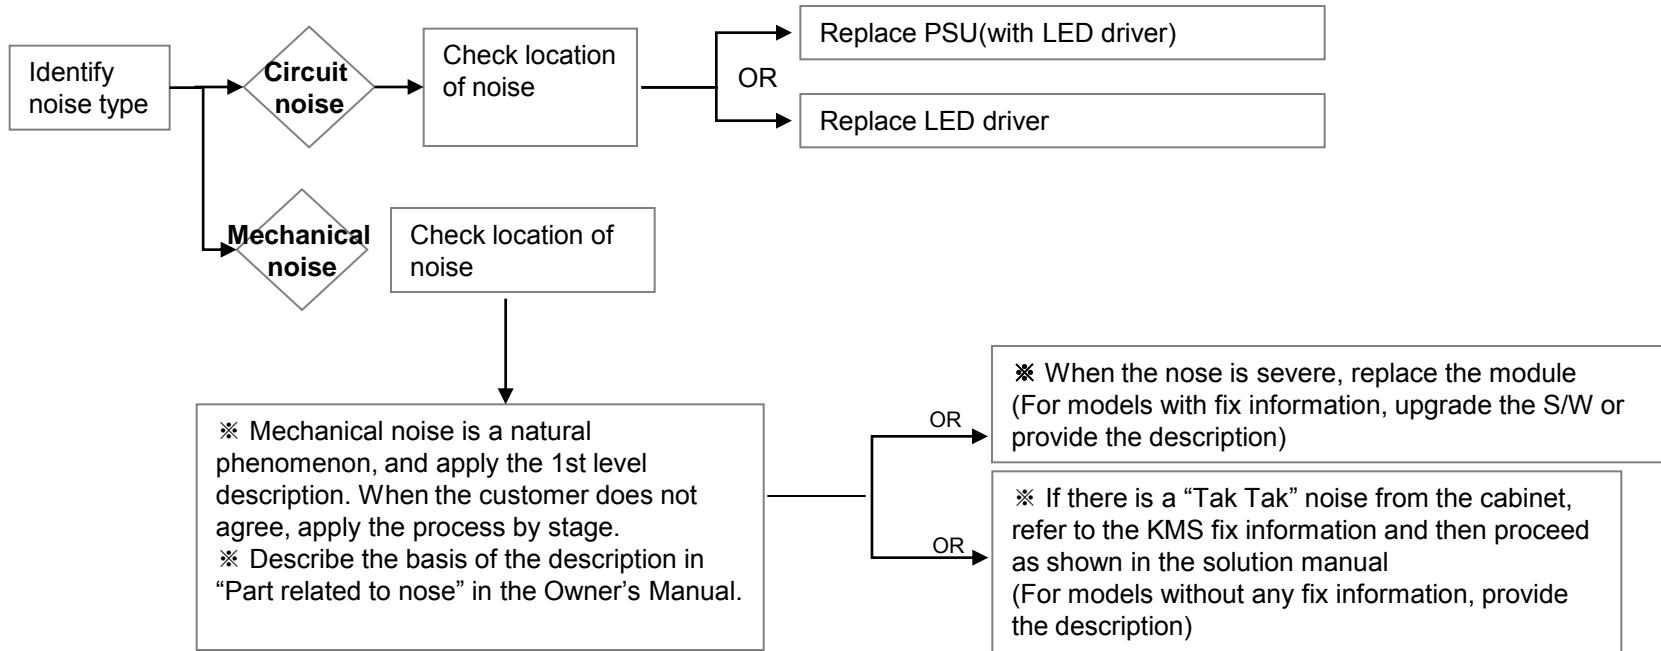 Identify
noise type
Circuit
noise
Check location
of noise
Replace PSU(with LED driver)
OR
Replace LED driver
Mechanical
noise
Check location of
noise
※ Mechanical noise is a natural
phenomenon, and apply the 1st level
description. When the customer does not
agree, apply the process by stage.
※ Describe the basis of the description in
“Part related to nose” in the Owner’s Manual.
OR
※ When the nose is severe, replace the module
(For models with fix information, upgrade the S/W or
provide the description)
OR
※ If there is a “Tak Tak” noise from the cabinet,
refer to the KMS fix information and then proceed
as shown in the solution manual
(For models without any fix information, provide
the description)